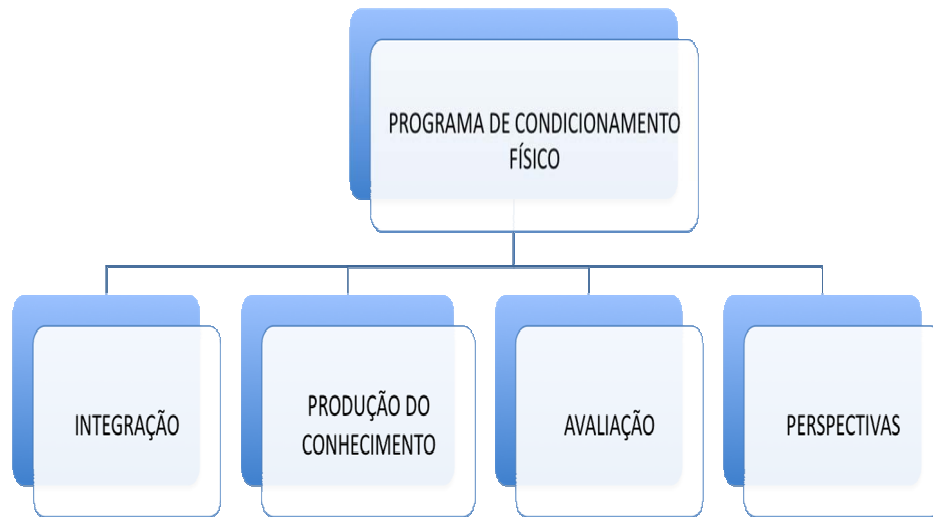 PROGRAMA DE CONDICIONAMENTO
FÍSICO
INTEGRAÇÃO
PRODUÇÃO DO
CONHECIMENTO
AVALIAÇÃO
PERSPECTIVAS